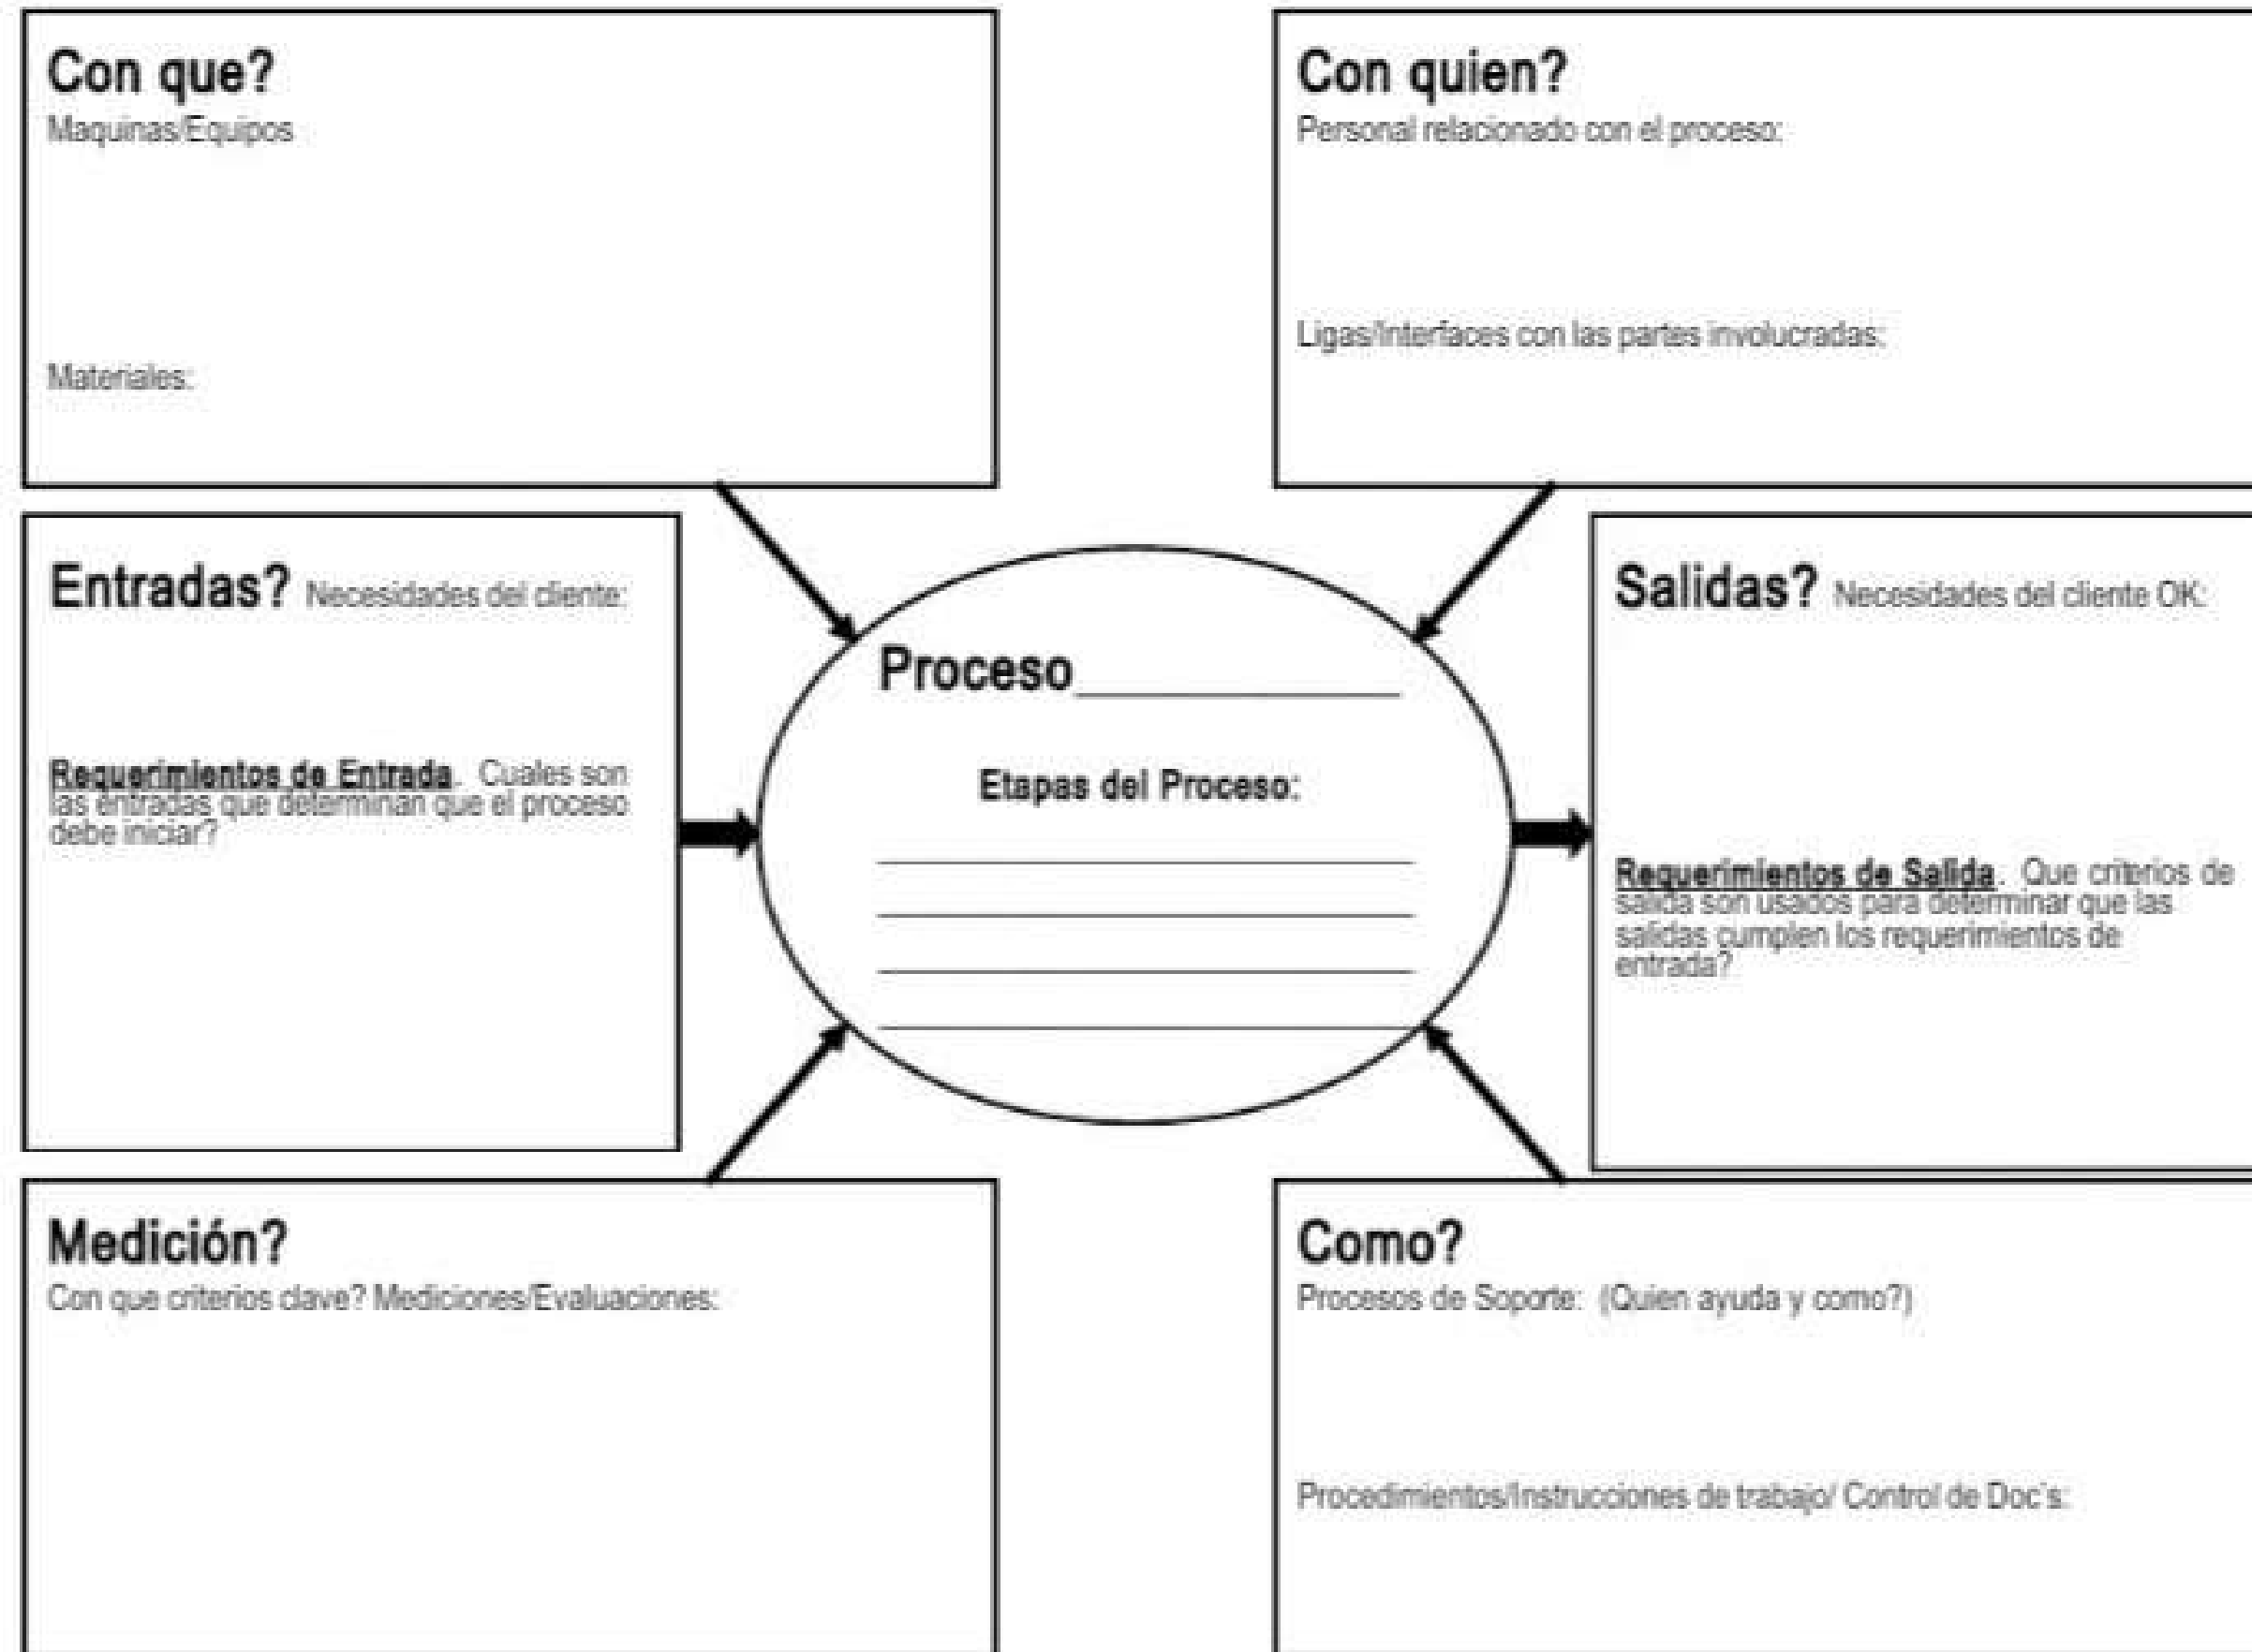 Con que?
Maquinas/Equipos
Materiales:
Con quien?
Personal relacionado con el proceso:
Ligas/Interfaces con las partes involucradas:
Entradas? Necesidades del cliente:
Requerimientos de Entrada. Cuales son
las entradas que determinan que el proceso
debe iniciar?
Proceso
Etapas del Proceso:
Salidas? Necesidades del cliente OK:
Requerimientos de Salida. Que criterios de
salida son usados para determinar que las
salidas cumplen los requerimientos de
entrada?
Medición?
Con que criterios clave? Mediciones/Evaluaciones:
Como?
Procesos de Soporte: (Quien ayuda y como?)
Procedimientos/Instrucciones de trabajo/ Control de Doc's: